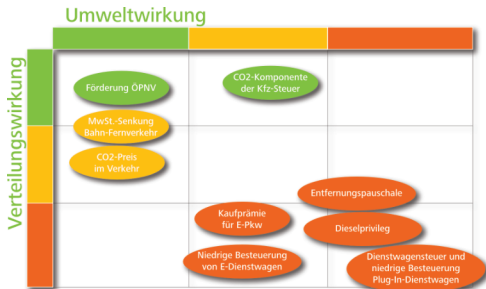 Umweltwirkung
Verteilungswirkung
Förderung ÖPNV
CO2-Komponente
der Kfz-Steuer
MwSt.-Senkung
Bahn-Fernverkehr
CO2-Preis
im Verkehr
Entfernungspauschale
Kaufprämie
für E-Pkw
Dieselprivileg
Niedrige Besteuerung
von E-Dienstwagen
Dienstwagensteuer und
niedrige Besteuerung
Plug-In-Dienstwagen